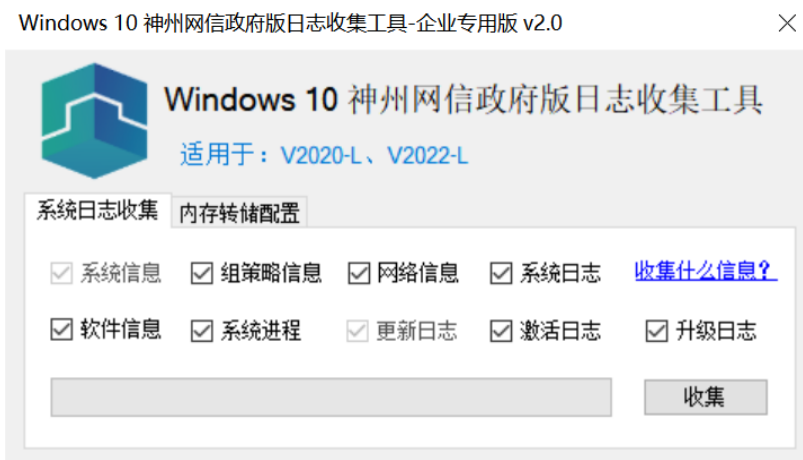 Windows 10 神州网信政府版日志收集工具-企业专用版 v2.0
Windows 10 神州网信政府版日志收集工具
适用于：V2020-L、V2022-L
系统日志收集 内存转储配置
系统信息 组策略信息 网络信息 系统日志 收集什么信息？
软件信息 系统进程 更新日志 激活日志 升级日志
收集